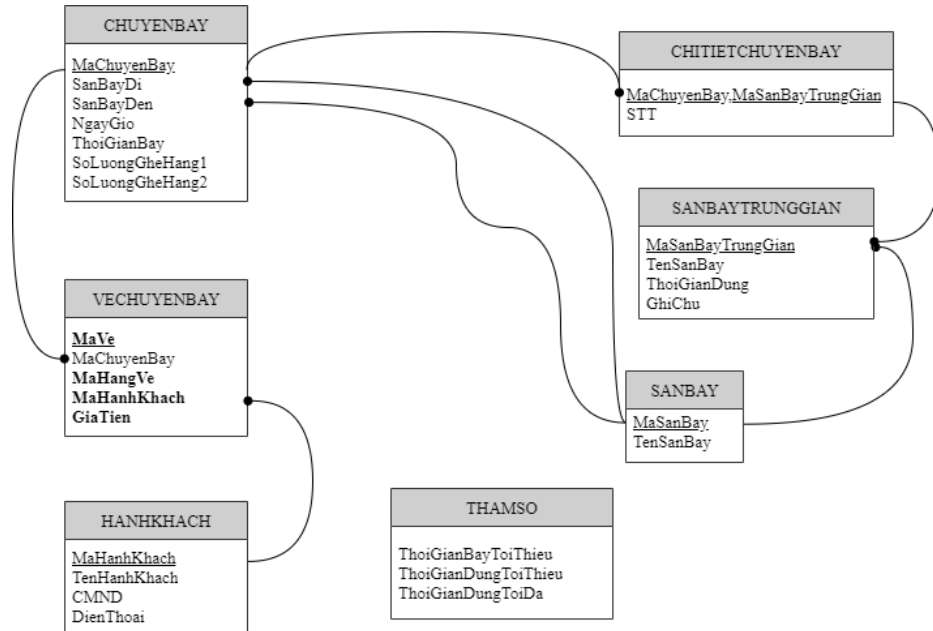 CHUYENBAY
MaChuyenBay
SanBayDi
SanBayDen
NgayGio
ThoiGianBay
SoLuongGheHang1
SoLuongGheHang2
CHITIETCHUYENBAY
MaChuyenBay,MaSanBayTrungGian
STT
SANBAYTRUNGGIAN
MaSanBayTrungGian
TenSanBay
ThoiGianDung
GhiChu
VECHUYENBAY
MaVe
MaChuyenBay
MaHangVe
MaHanhKhach
GiaTien
SANBAY
MaSanBay
TenSanBay
HANHKHACH
MaHanhKhach
TenHanhKhach
CMND
DienThoai
THAMSO
ThoiGianBayToiThieu
ThoiGianDungToiThieu
ThoiGianDungToiDa